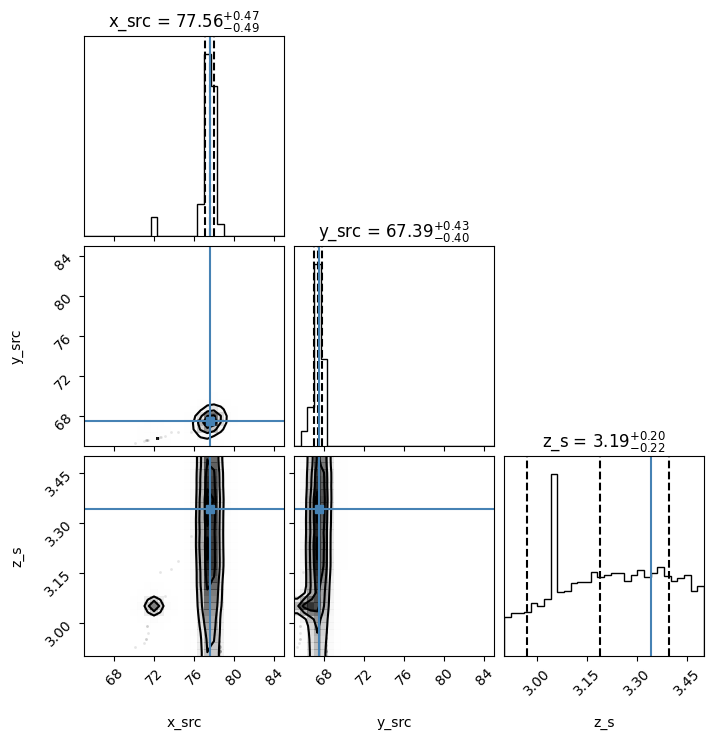 x_src = 77.56+0.47−0.49
y_src = 67.39+0.43−0.40
z_s = 3.19+0.20−0.22
84
80
76
72
68
y_src
3.45
3.30
3.15
3.00
z_s
68 72 76 80 84
68 72 76 80 84
3.00 3.15 3.30 3.45
x_src
y_src
z_s